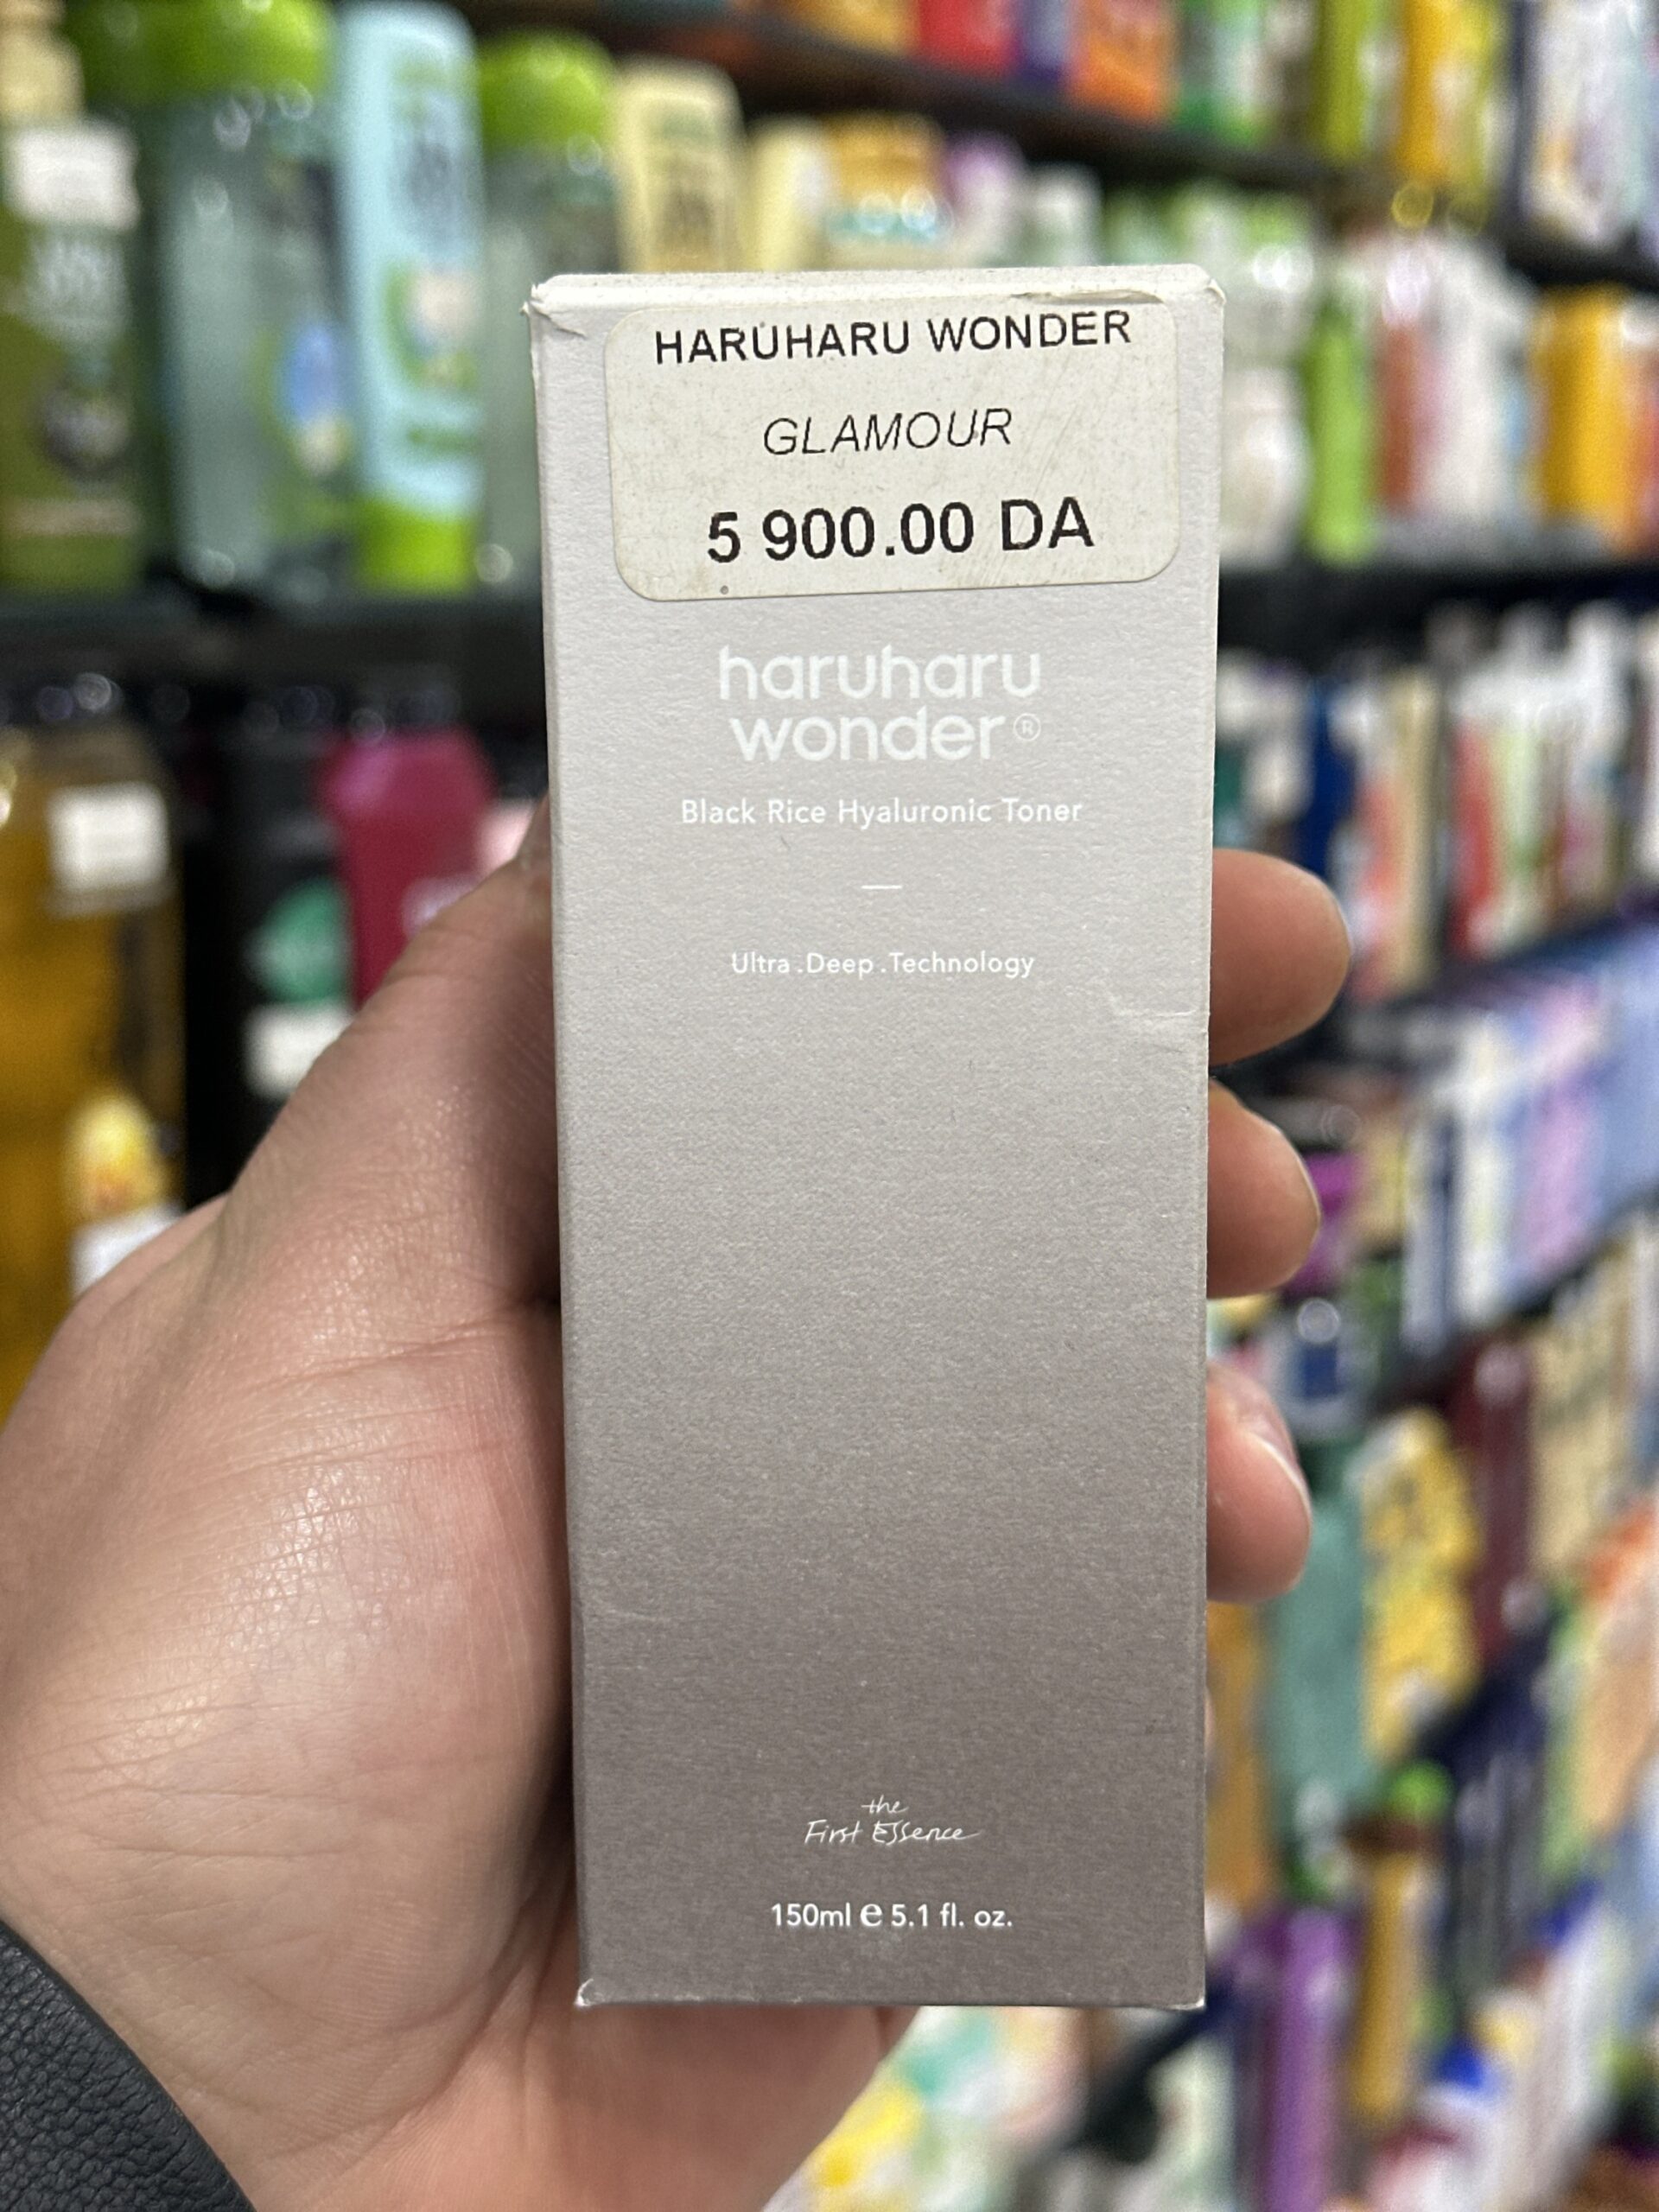 HARUHARU WONDER
GLAMOUR
5 900.00 DA
haruharu
wonder®
Black Rice Hyaluronic Toner
Ultra .Deep .Technology
the
First Essence
150ml e 5.1 fl. oz.